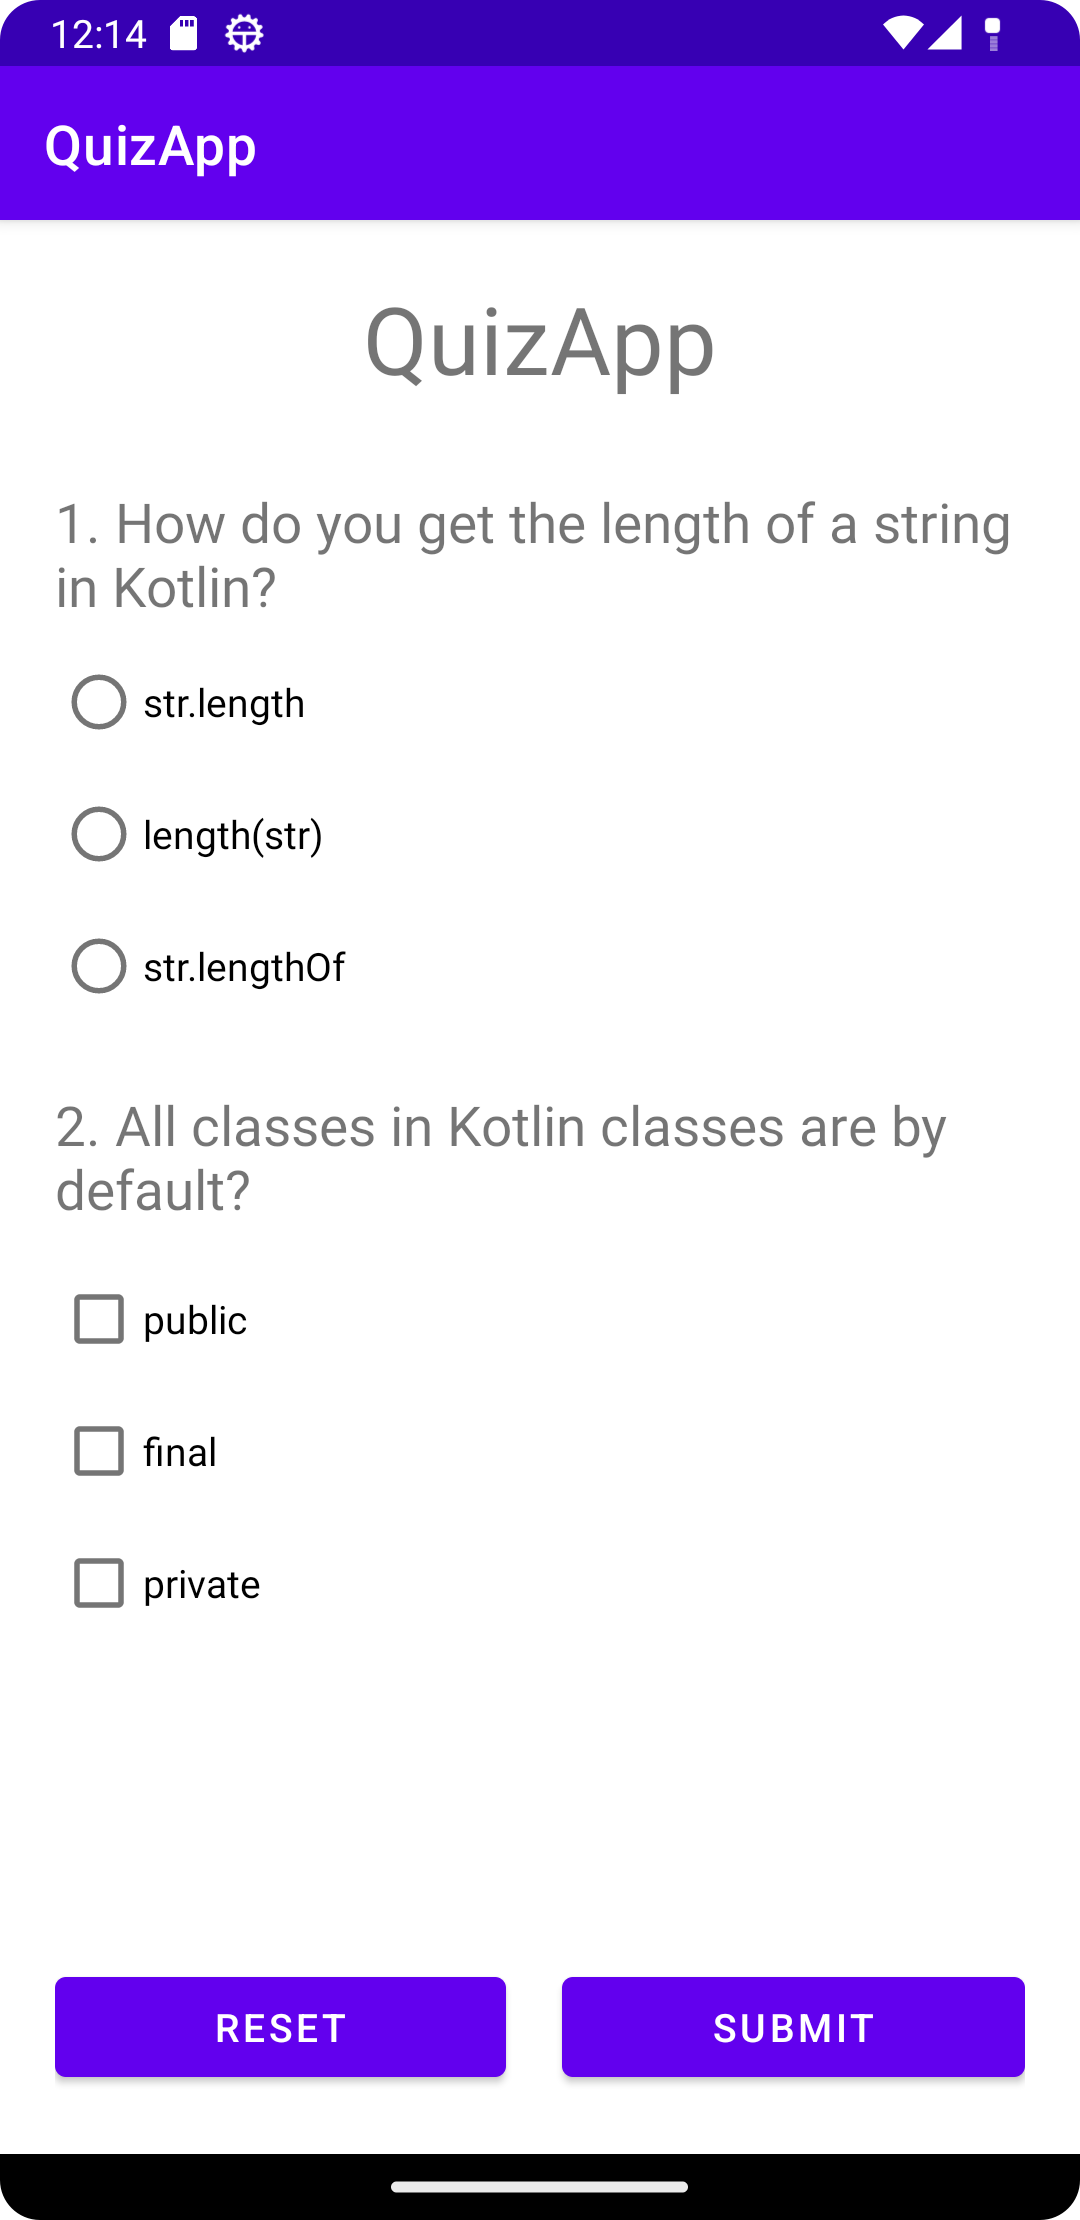 12:14
QuizApp
QuizApp
1. How do you get the length of a string
in Kotlin?
str.length
length(str)
str.lengthOf
2. All classes in Kotlin classes are by
default?
public
final
private
RESET SUBMIT